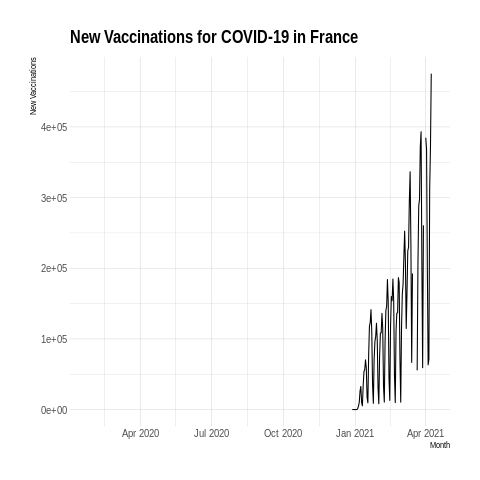 New Vaccinations for COVID-19 in France
New Vaccinations
4e+05
3e+05
2e+05
1e+05
0e+00
Apr 2020 Jul 2020 Oct 2020 Jan 2021 Apr 2021
Month